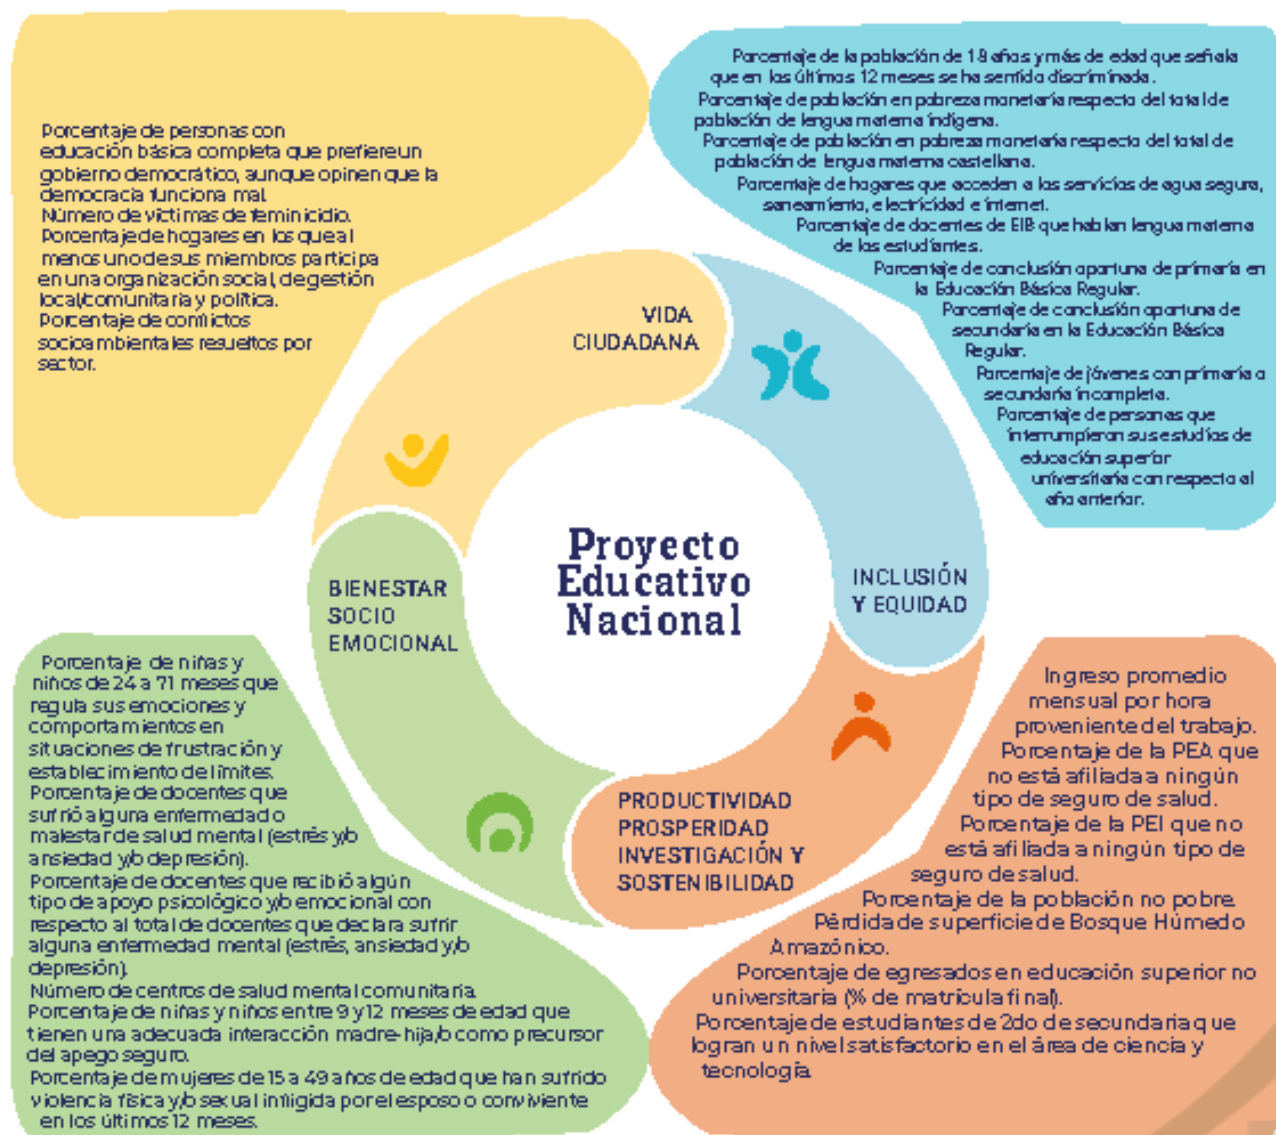 Porcentaje de personas con
educación básica completa que prefiere un
gobierno democrático, aunque opinen que la
democracia funciona mal.
Número de víctimas de feminicidio.
Porcentaje de hogares en los que al
menos uno de sus miembros participa
en una organización social, de gestión
local/comunitaria y política.
Porcentaje de conflictos
socioambientales resueltos por
sector.
Porcentaje de la población de 18 años y más de edad que señala
que en los últimos 12 meses se ha sentido discriminada.
Porcentaje de población en pobreza monetaria respecto del total de
población de lengua materna indígena.
Porcentaje de población en pobreza monetaria respecto del total de
población de lengua materna castellana.
Porcentaje de hogares que acceden a los servicios de agua segura,
saneamiento, electricidad e internet.
Porcentaje de docentes de EIB que hablan lengua materna
de los estudiantes.
Porcentaje de conclusión oportuna de primaria en
la Educación Básica Regular.
Porcentaje de conclusión oportuna de
secundaria en la Educación Básica
Regular.
Porcentaje de jóvenes con primaria o
secundaria incompleta.
Porcentaje de personas que
interrumpieron sus estudios de
educación superior
universitaria con respecto al
año anterior.
VIDA
CIUDADANA
INCLUSIÓN
Y EQUIDAD
Proyecto
Educativo
Nacional
BIENESTAR
SOCIO
EMOCIONAL
PRODUCTIVIDAD
PROSPERIDAD
INVESTIGACIÓN Y
SOSTENIBILIDAD
Porcentaje de niñas y
niños de 24 a 71 meses que
regula sus emociones y
comportamientos en
situaciones de frustración y
establecimiento de límites.
Porcentaje de docentes que
sufrió alguna enfermedad o
malestar de salud mental (estrés y/o
ansiedad y/o depresión).
Porcentaje de docentes que recibió algún
tipo de apoyo psicológico y/o emocional con
respecto al total de docentes que declara sufrir
alguna enfermedad mental (estrés, ansiedad y/o
depresión).
Número de centros de salud mental comunitaria.
Porcentaje de niñas y niños entre 9 y 12 meses de edad que
tienen una adecuada interacción madre-hija/o como precursor
del apego seguro.
Porcentaje de mujeres de 15 a 49 años de edad que han sufrido
violencia física y/o sexual infligida por el esposo o conviviente
en los últimos 12 meses.
Ingreso promedio
mensual por hora
proveniente del trabajo.
Porcentaje de la PEA que
no está afiliada a ningún
tipo de seguro de salud.
Porcentaje de la PEI que no
está afiliada a ningún tipo de
seguro de salud.
Porcentaje de la población no pobre.
Pérdida de superficie de Bosque Húmedo
Amazónico.
Porcentaje de egresados en educación superior no
universitaria (% de matrícula final).
Porcentaje de estudiantes de 2do de secundaria que
logran un nivel satisfactorio en el área de ciencia y
tecnología.